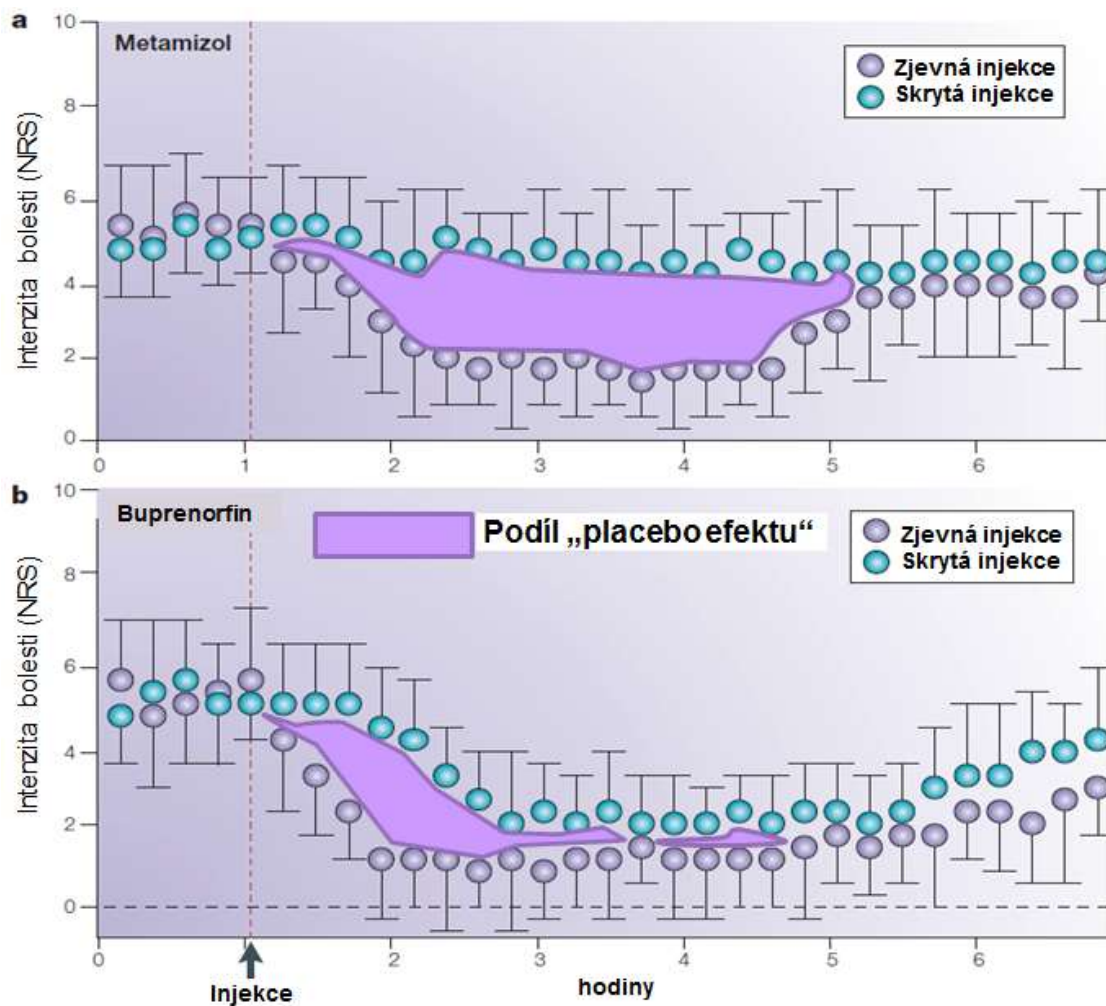 a
Metamizol
Zjevná injekce
Skrytá injekce
Intenzita bolesti (NRS)
10
8
6
4
2
0
0 1 2 3 4 5 6
b
Buprenorfin
Podíl „placebo efektu“
Zjevná injekce
Skrytá injekce
Intenzita bolesti (NRS)
10
8
6
4
2
0
0 1 2 3 4 5 6
Injekce
hodiny